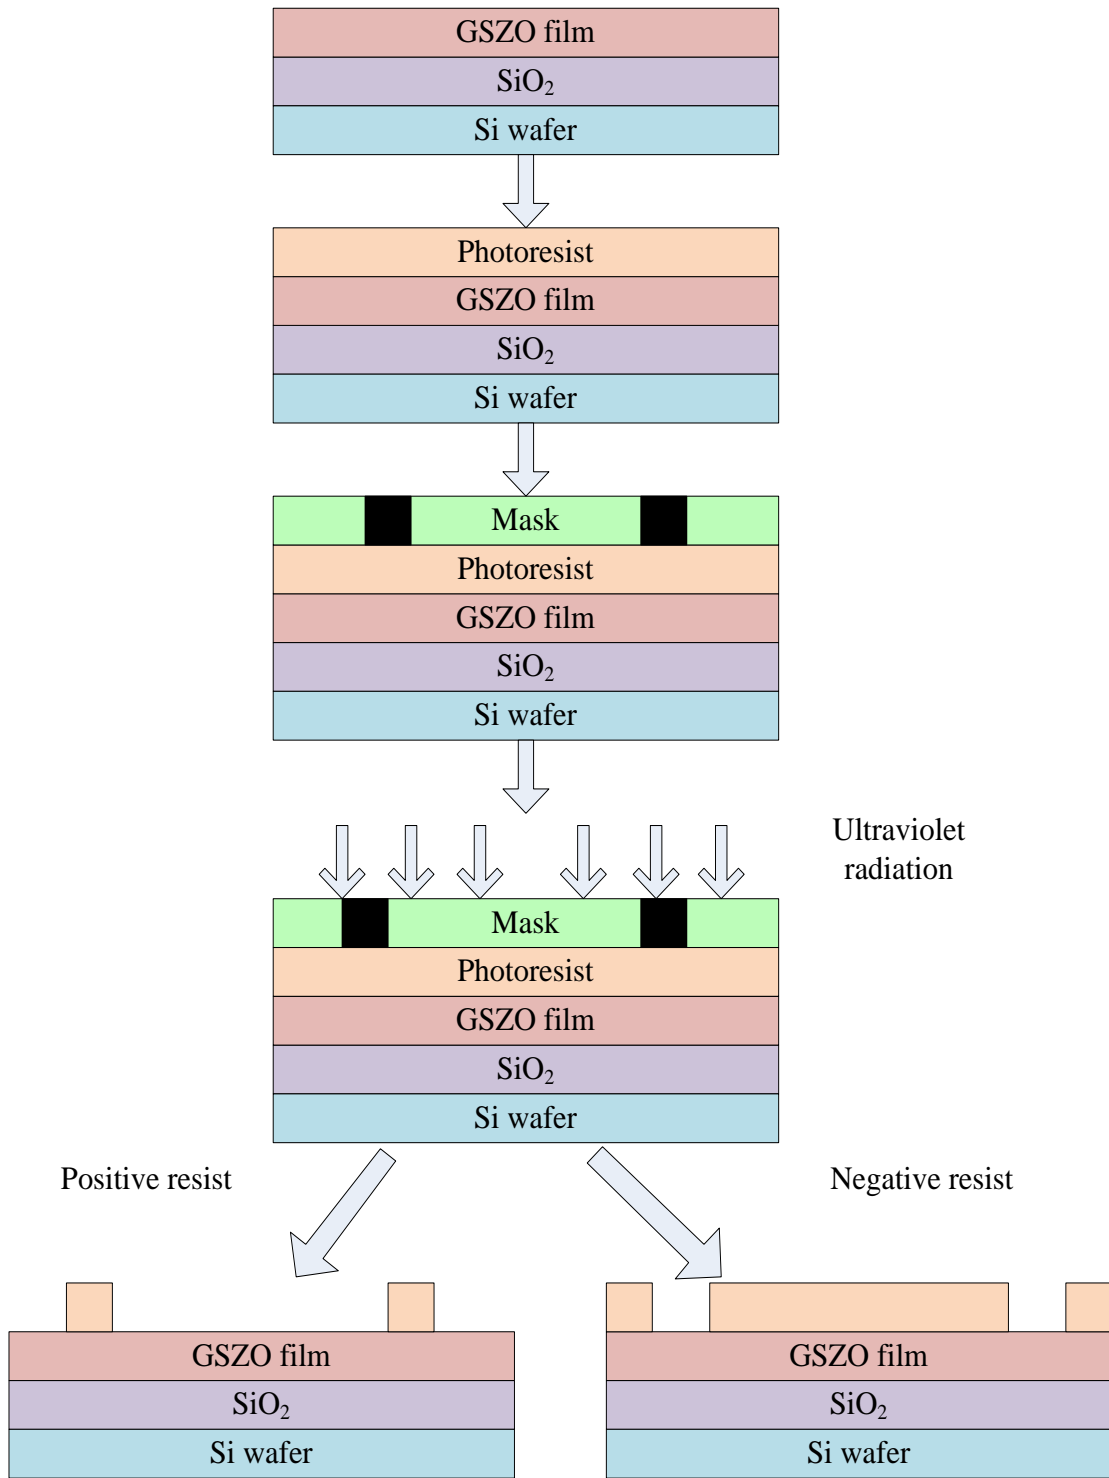 GSZO film
SiO₂
Si wafer
Photoresist
GSZO film
SiO₂
Si wafer
Mask
Photoresist
GSZO film
SiO₂
Si wafer
Ultraviolet
radiation
Mask
Photoresist
GSZO film
SiO₂
Si wafer
Positive resist
Negative resist
GSZO film
SiO₂
Si wafer
GSZO film
SiO₂
Si wafer